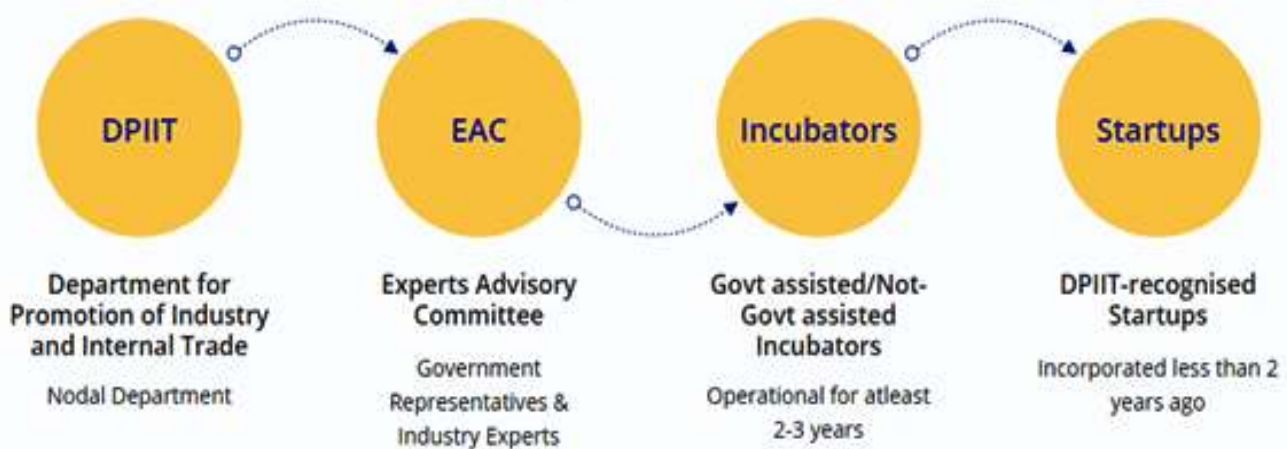 DPIIT
EAC
Incubators
Startups
Department for
Promotion of Industry
and Internal Trade
Nodal Department
Experts Advisory
Committee
Government
Representatives &
Industry Experts
Govt assisted/Not-
Govt assisted
Incubators
Operational for atleast
2-3 years
DPIIT-recognised
Startups
Incorporated less than 2
years ago